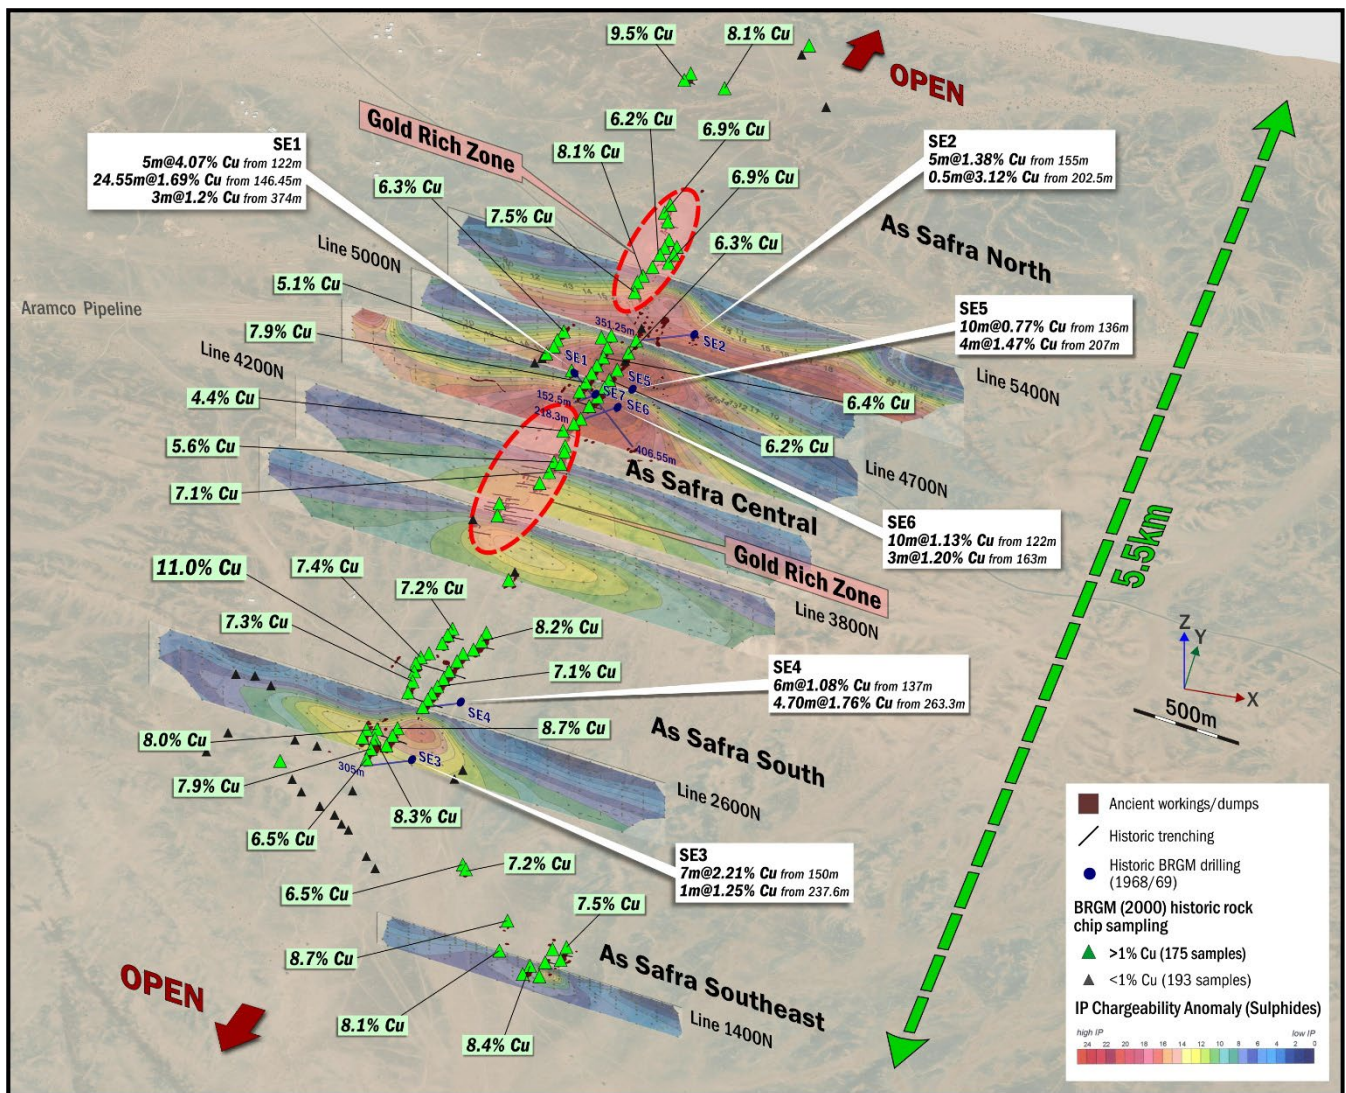 9.5% Cu
8.1% Cu
OPEN
6.2% Cu
6.9% Cu
Gold Rich Zone
8.1% Cu
SE1
5m@4.07% Cu from 122m
24.55m@1.69% Cu from 146.45m
3m@1.2% Cu from 374m
SE2
5m@1.38% Cu from 155m
0.5m@3.12% Cu from 202.5m
6.3% Cu
6.9% Cu
7.5% Cu
6.3% Cu
As Safra North
Line 5000N
5.1% Cu
Aramco Pipeline
7.9% Cu
351.25m
SE2
SE5
10m@0.77% Cu from 136m
4m@1.47% Cu from 207m
Line 4200N
SE1
SE5
SE7
152.5m
SE6
218.3m
Line 5400N
4.4% Cu
6.4% Cu
5.6% Cu
406.55m
6.2% Cu
7.1% Cu
As Safra Central
Line 4700N
SE6
10m@1.13% Cu from 122m
3m@1.20% Cu from 163m
5.5km
11.0% Cu
7.4% Cu
7.2% Cu
Gold Rich Zone
Line 3800N
7.3% Cu
8.2% Cu
7.1% Cu
SE4
6m@1.08% Cu from 137m
4.70m@1.76% Cu from 263.3m
Z
Y
X
500m
SE4
8.0% Cu
8.7% Cu
As Safra South
SE3
305m
7.9% Cu
Line 2600N
8.3% Cu
6.5% Cu
SE3
7m@2.21% Cu from 150m
1m@1.25% Cu from 237.6m
7.2% Cu
6.5% Cu
7.5% Cu
8.7% Cu
As Safra Southeast
OPEN
8.1% Cu
Line 1400N
8.4% Cu
Ancient workings/dumps
Historic trenching
Historic BRGM drilling
(1968/69)
BRGM (2000) historic rock
chip sampling
>1% Cu (175 samples)
<1% Cu (193 samples)
IP Chargeability Anomaly (Sulphides)
high IP
low IP
24 22 20 18 16 14 12 10 8 6 4 2 0